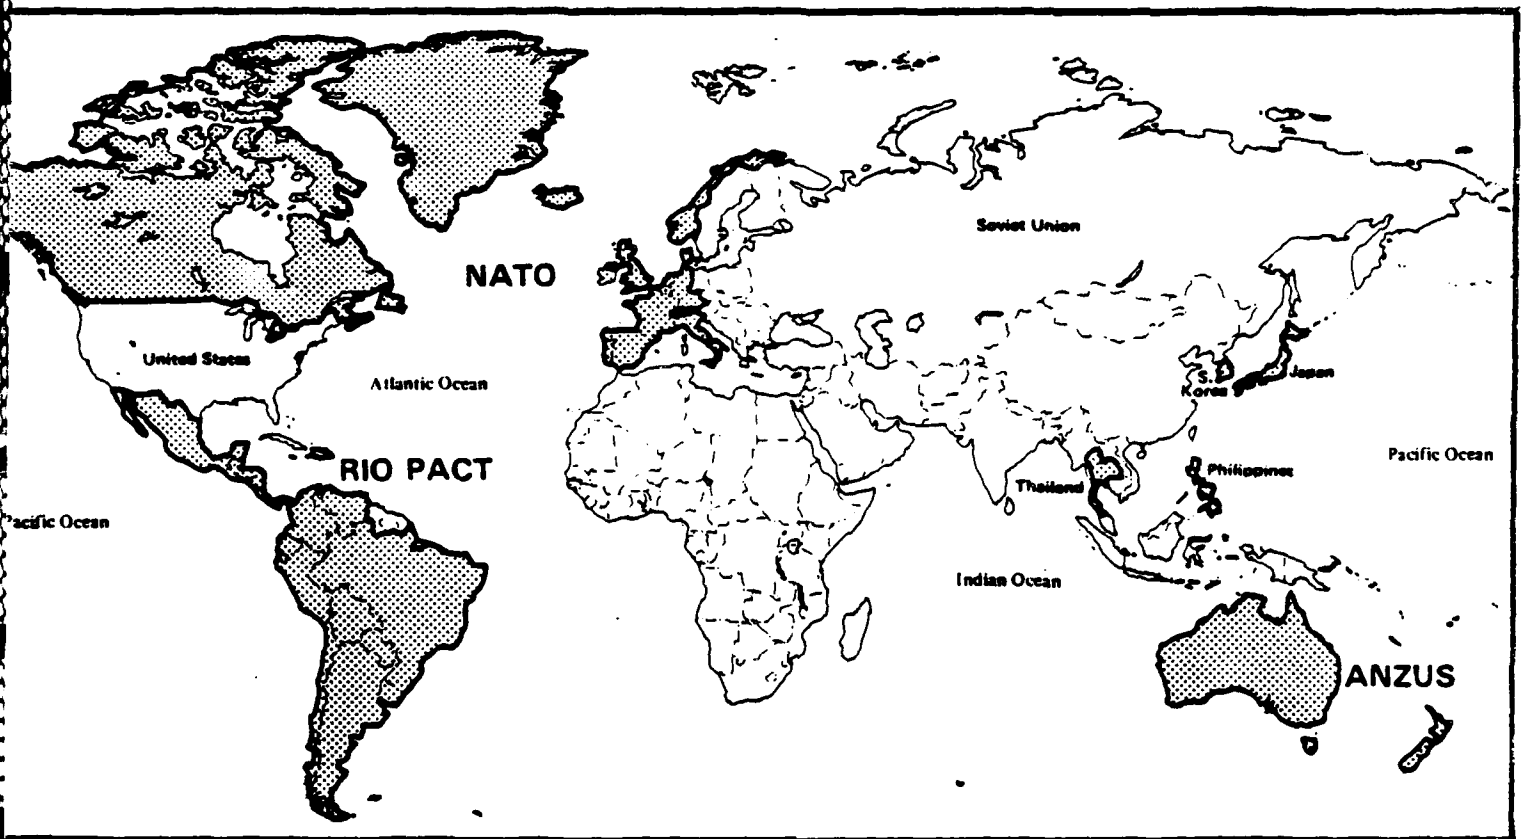 Soviet Union
NATO
United States
Atlantic Ocean
S.
Korea
Japan
RIO PACT
Pacific Ocean
Philippines
Thailand
acific Ocean
Indian Ocean
ANZUS